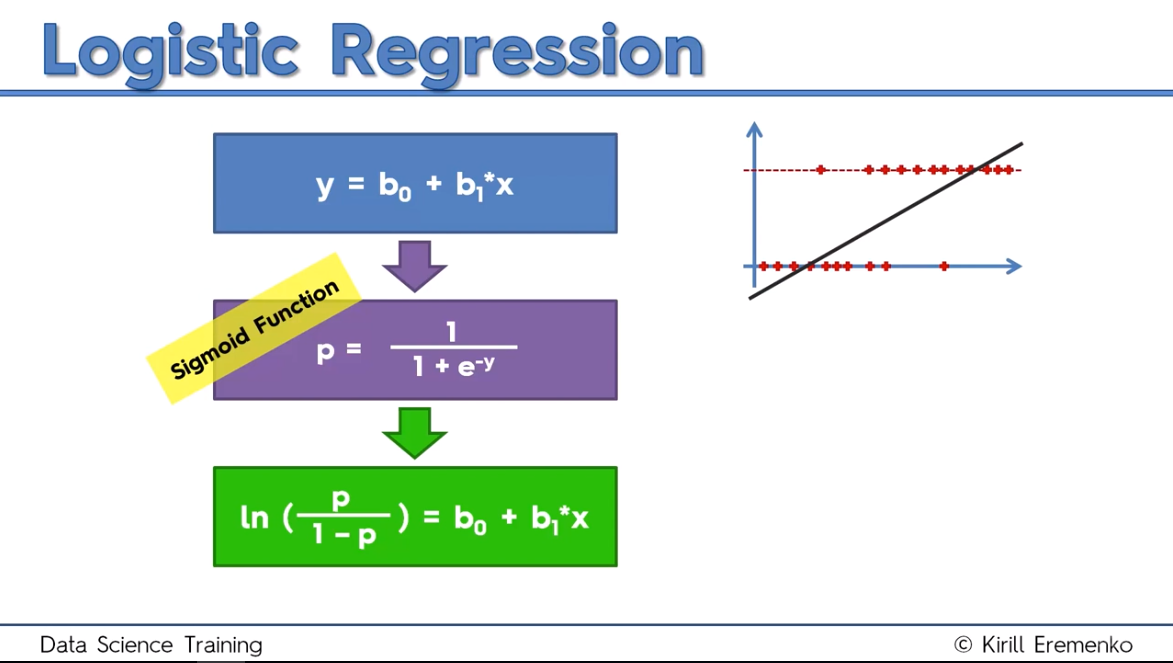 Logistic Regression
y = b₀ + b₁*x
Sigmoid Function
p = 1 / (1 + e⁻ʸ)
ln ( p / (1 – p) ) = b₀ + b₁*x
Data Science Training
© Kirill Eremenko